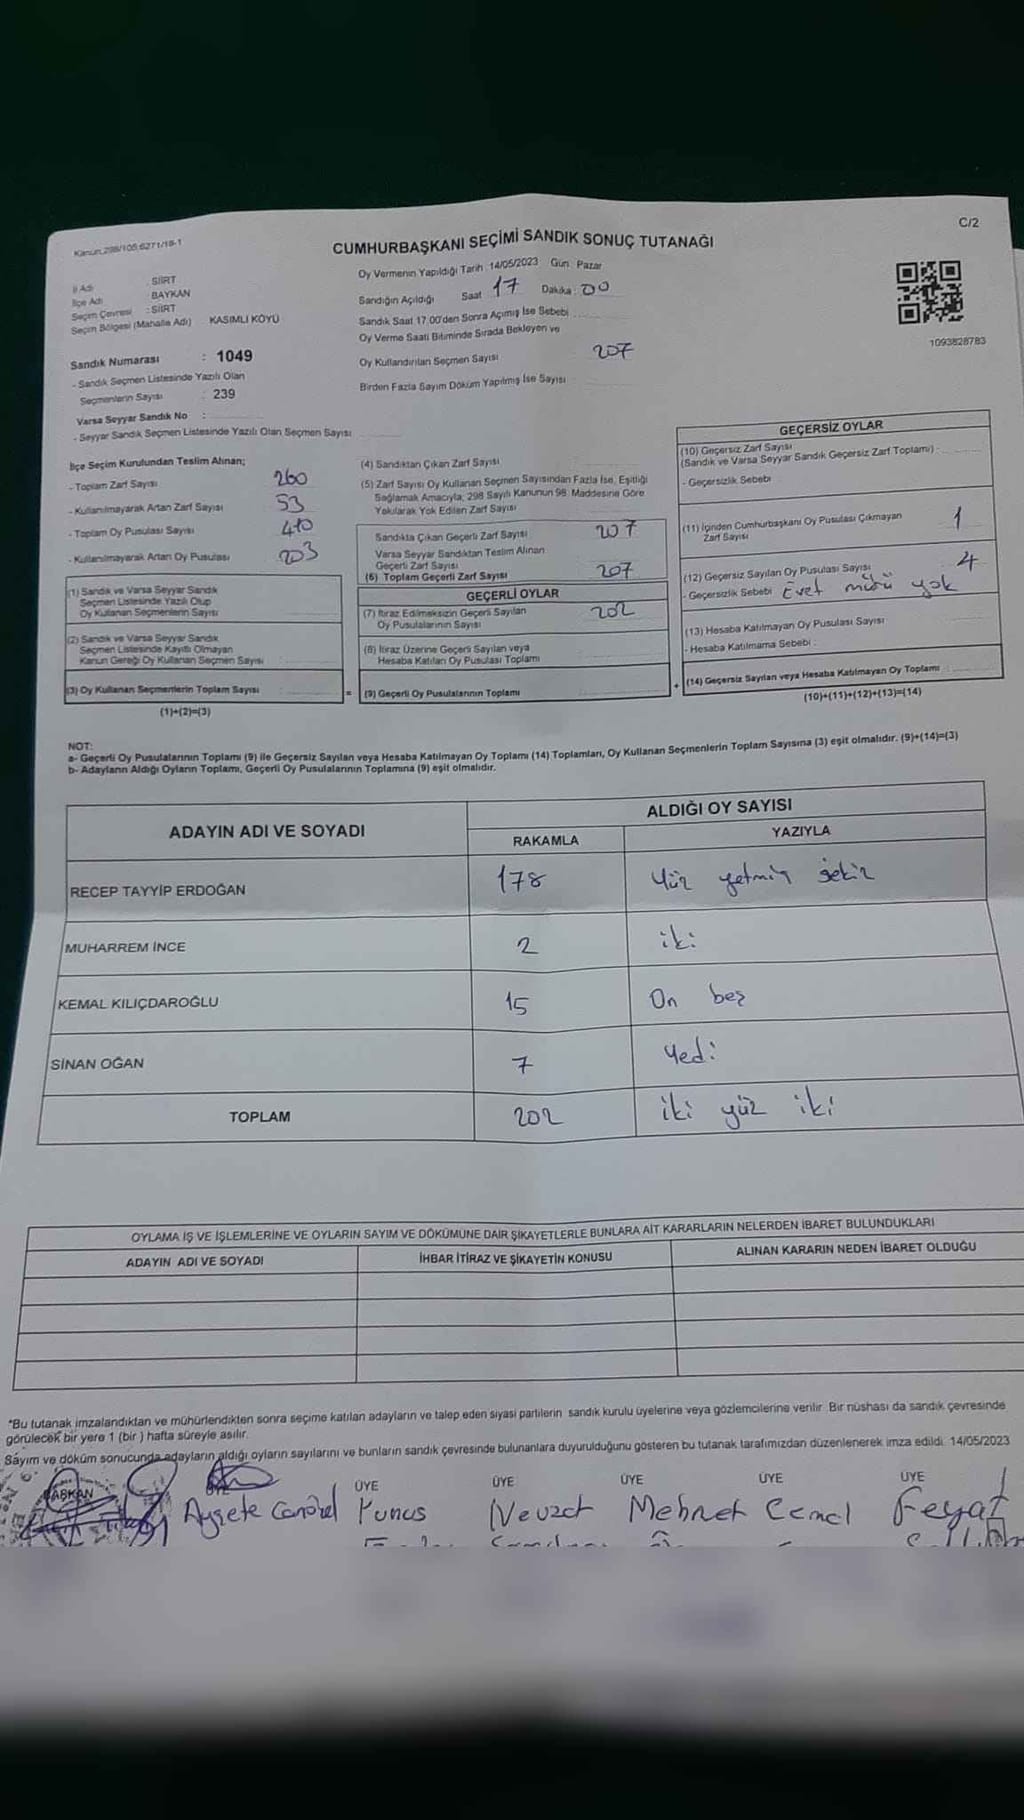 Kanun:298/105;6271/18-1
C/2
CUMHURBAŞKANI SEÇİMİ SANDIK SONUÇ TUTANAĞI
İl Adı : SİİRT
İlçe Adı BAYKAN
Seçim Çevresi : SİİRT
Seçim Bölgesi (Mahalle Adı) KASIMLI KÖYÜ
Oy Vermenin Yapıldığı Tarih 14/05/2023 Gün: Pazar
Sandığın Açıldığı Saat 17 Dakika: 00
Sandık Saat 17.00'den Sonra Açımış İse Sebebi
Oy Verme Saati Bitiminde Sırada Bekleyen ve
Oy Kullandırılan Seçmen Sayısı 207
Birden Fazla Sayım Döküm Yapılmış İse Sayısı
1093828783
Sandık Numarası : 1049
- Sandık Seçmen Listesinde Yazılı Olan
Seçmenlerin Sayısı : 239
Varsa Seyyar Sandık No :
- Seyyar Sandık Seçmen Listesinde Yazılı Olan Seçmen Sayısı
İlçe Seçim Kurulundan Teslim Alınan;
- Toplam Zarf Sayısı 260
- Kullanılmayarak Artan Zarf Sayısı 53
- Toplam Oy Pusulası Sayısı 410
- Kullanılmayarak Artan Oy Pusulası 203
(1) Sandık ve Varsa Seyyar Sandık
Seçmen Listesinde Yazılı Olup
Oy Kullanan Seçmenlerin Sayısı
(2) Sandık ve Varsa Seyyar Sandık
Seçmen Listesinde Kayıtlı Olmayan
Kanun Gereği Oy Kullanan Seçmen Sayısı
(3) Oy Kullanan Seçmenlerin Toplam Sayısı
(1)+(2)=(3)
=
(4) Sandıktan Çıkan Zarf Sayısı
(5) Zarf Sayısı Oy Kullanan Seçmen Sayısından Fazla İse, Eşitliği
Sağlamak Amacıyla; 298 Sayılı Kanunun 98. Maddesine Göre
Yakılarak Yok Edilen Zarf Sayısı
Sandıkta Çıkan Geçerli Zarf Sayısı 207
Varsa Seyyar Sandıktan Teslim Alınan
Geçerli Zarf Sayısı
(6) Toplam Geçerli Zarf Sayısı 207
GEÇERLİ OYLAR
(7) İtiraz Edilmeksizin Geçerli Sayılan
Oy Pusulalarının Sayısı 202
(8) İtiraz Üzerine Geçerli Sayılan veya
Hesaba Katılan Oy Pusulası Toplamı
(9) Geçerli Oy Pusulalarının Toplamı
+
GEÇERSİZ OYLAR
(10) Geçersiz Zarf Sayısı
(Sandık ve Varsa Seyyar Sandık Geçersiz Zarf Toplamı) :
- Geçersizlik Sebebi
(11) İçinden Cumhurbaşkanı Oy Pusulası Çıkmayan
Zarf Sayısı 1
(12) Geçersiz Sayılan Oy Pusulası Sayısı 4
- Geçersizlik Sebebi Evet mührü yok
(13) Hesaba Katılmayan Oy Pusulası Sayısı
- Hesaba Katılmama Sebebi :
(14) Geçersiz Sayılan veya Hesaba Katılmayan Oy Toplamı
(10)+(11)+(12)+(13)=(14)
NOT:
a- Geçerli Oy Pusulalarının Toplamı (9) ile Geçersiz Sayılan veya Hesaba Katılmayan Oy Toplamı (14) Toplamları, Oy Kullanan Seçmenlerin Toplam Sayısına (3) eşit olmalıdır. (9)+(14)=(3)
b- Adayların Aldığı Oyların Toplamı, Geçerli Oy Pusulalarının Toplamına (9) eşit olmalıdır.
ADAYIN ADI VE SOYADI
ALDIĞI OY SAYISI
RAKAMLA YAZIYLA
RECEP TAYYİP ERDOĞAN 178 Yüz yetmiş sekiz
MUHARREM İNCE 2 iki
KEMAL KILIÇDAROĞLU 15 On beş
SİNAN OĞAN 7 Yedi
TOPLAM 202 iki yüz iki
OYLAMA İŞ VE İŞLEMLERİNE VE OYLARIN SAYIM VE DÖKÜMÜNE DAİR ŞİKAYETLERLE BUNLARA AİT KARARLARIN NELERDEN İBARET BULUNDUKLARI
ADAYIN ADI VE SOYADI İHBAR İTİRAZ VE ŞİKAYETİN KONUSU ALINAN KARARIN NEDEN İBARET OLDUĞU
*Bu tutanak imzalandıktan ve mühürlendikten sonra seçime katılan adayların ve talep eden siyasi partilerin sandık kurulu üyelerine veya gözlemcilerine verilir. Bir nüshası da sandık çevresinde
görülecek bir yere 1 (bir) hafta süreyle asılır.
Sayım ve döküm sonucunda adayların aldığı oyların sayılarını ve bunların sandık çevresinde bulunanlara duyurulduğunu gösteren bu tutanak tarafımızdan düzenlenerek imza edildi. 14/05/2023
BAŞKAN ÜYE ÜYE ÜYE ÜYE ÜYE
Yunus Nevzat Mehmet Cemal